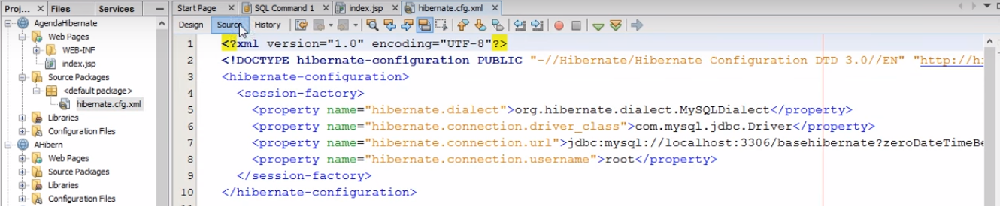 Proj... Files Services
AgendaHibernate
Web Pages
WEB-INF
index.jsp
Source Packages
<default package>
hibernate.cfg.xml
Libraries
Configuration Files
AHibern
Web Pages
Source Packages
Libraries
Configuration Files
Start Page SQL Command 1 index.jsp hibernate.cfg.xml
Design Source History
1 <?xml version="1.0" encoding="UTF-8"?>
2 <!DOCTYPE hibernate-configuration PUBLIC "-//Hibernate/Hibernate Configuration DTD 3.0//EN" "http://hi
3 <hibernate-configuration>
4 <session-factory>
5 <property name="hibernate.dialect">org.hibernate.dialect.MySQLDialect</property>
6 <property name="hibernate.connection.driver_class">com.mysql.jdbc.Driver</property>
7 <property name="hibernate.connection.url">jdbc:mysql://localhost:3306/basehibernate?zeroDateTimeBe
8 <property name="hibernate.connection.username">root</property>
9 </session-factory>
10 </hibernate-configuration>